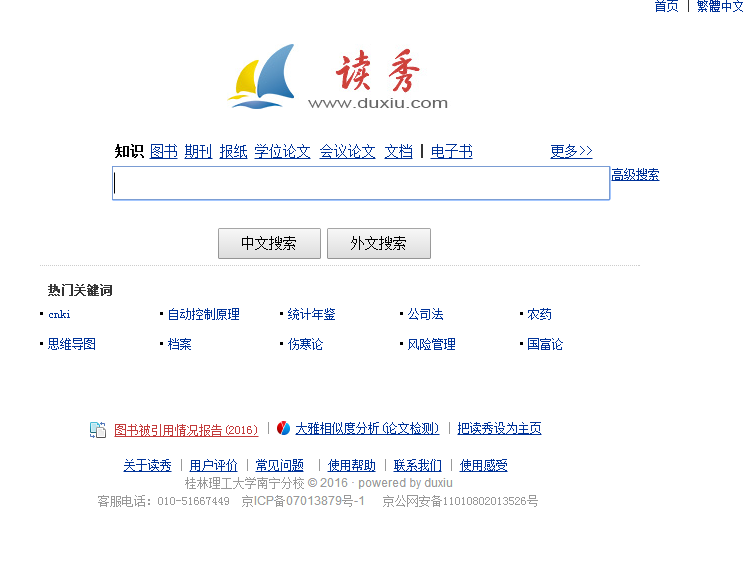 首页 | 繁體中文
读秀
www.duxiu.com
知识 图书 期刊 报纸 学位论文 会议论文 文档 | 电子书 更多>>
高级搜索
中文搜索 外文搜索
热门关键词
cnki 自动控制原理 统计年鉴 公司法 农药
思维导图 档案 伤寒论 风险管理 国富论
图书被引用情况报告(2016) | 大雅相似度分析(论文检测) | 把读秀设为主页
关于读秀 | 用户评价 | 常见问题 | 使用帮助 | 联系我们 | 使用感受
桂林理工大学南宁分校 © 2016 · powered by duxiu
客服电话：010-51667449 京ICP备07013879号-1 京公网安备11010802013526号